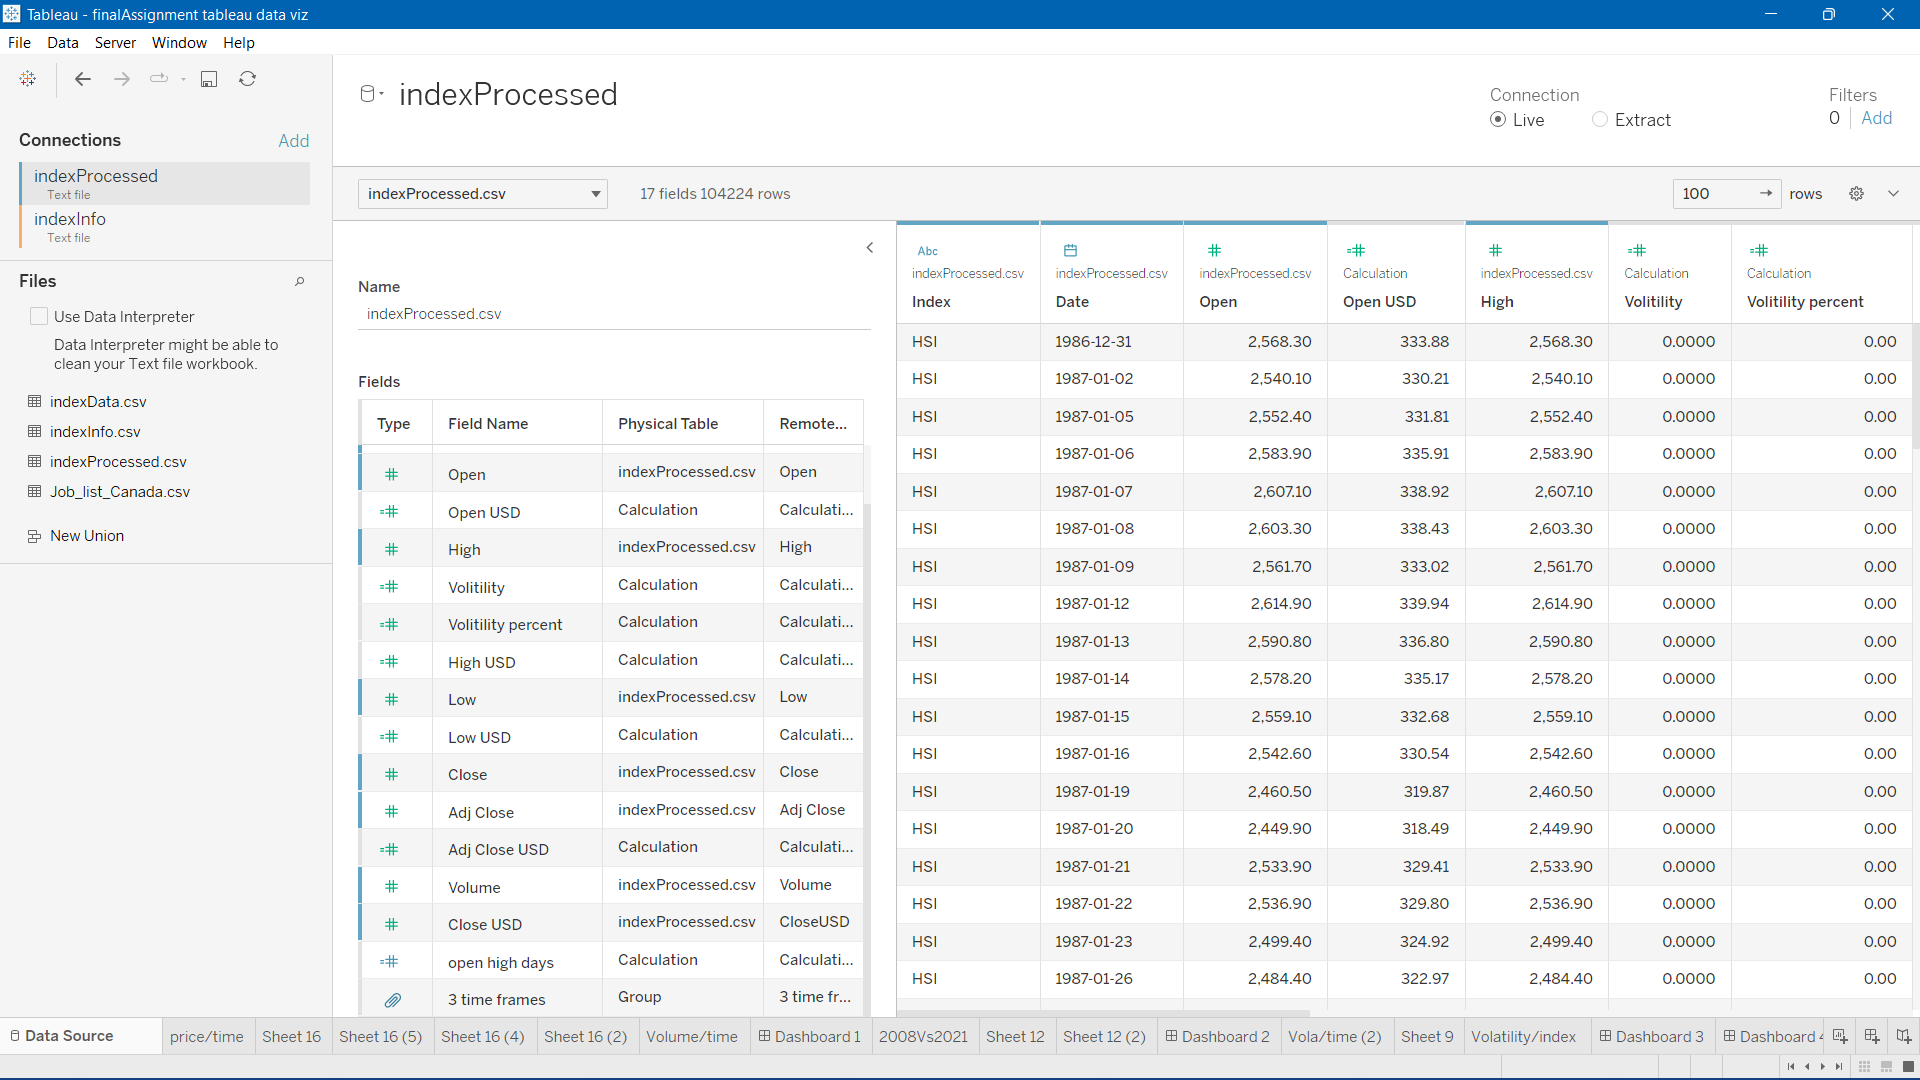 Tableau - finalAssignment tableau data viz
File Data Server Window Help
Connections Add
indexProcessed
Text file
indexInfo
Text file
Files
Use Data Interpreter
Data Interpreter might be able to
clean your Text file workbook.
indexData.csv
indexInfo.csv
indexProcessed.csv
Job_list_Canada.csv
New Union
indexProcessed
Connection
Live Extract
Filters
0 Add
indexProcessed.csv 17 fields 104224 rows 100 rows
Name
indexProcessed.csv
Fields
Type Field Name Physical Table Remote...
Open indexProcessed.csv Open
Open USD Calculation Calculati...
High indexProcessed.csv High
Volitility Calculation Calculati...
Volitility percent Calculation Calculati...
High USD Calculation Calculati...
Low indexProcessed.csv Low
Low USD Calculation Calculati...
Close indexProcessed.csv Close
Adj Close indexProcessed.csv Adj Close
Adj Close USD Calculation Calculati...
Volume indexProcessed.csv Volume
Close USD indexProcessed.csv CloseUSD
open high days Calculation Calculati...
3 time frames Group 3 time fr...
Abc
indexProcessed.csv indexProcessed.csv indexProcessed.csv Calculation indexProcessed.csv Calculation Calculation
Index Date Open Open USD High Volitility Volitility percent
HSI 1986-12-31 2,568.30 333.88 2,568.30 0.0000 0.00
HSI 1987-01-02 2,540.10 330.21 2,540.10 0.0000 0.00
HSI 1987-01-05 2,552.40 331.81 2,552.40 0.0000 0.00
HSI 1987-01-06 2,583.90 335.91 2,583.90 0.0000 0.00
HSI 1987-01-07 2,607.10 338.92 2,607.10 0.0000 0.00
HSI 1987-01-08 2,603.30 338.43 2,603.30 0.0000 0.00
HSI 1987-01-09 2,561.70 333.02 2,561.70 0.0000 0.00
HSI 1987-01-12 2,614.90 339.94 2,614.90 0.0000 0.00
HSI 1987-01-13 2,590.80 336.80 2,590.80 0.0000 0.00
HSI 1987-01-14 2,578.20 335.17 2,578.20 0.0000 0.00
HSI 1987-01-15 2,559.10 332.68 2,559.10 0.0000 0.00
HSI 1987-01-16 2,542.60 330.54 2,542.60 0.0000 0.00
HSI 1987-01-19 2,460.50 319.87 2,460.50 0.0000 0.00
HSI 1987-01-20 2,449.90 318.49 2,449.90 0.0000 0.00
HSI 1987-01-21 2,533.90 329.41 2,533.90 0.0000 0.00
HSI 1987-01-22 2,536.90 329.80 2,536.90 0.0000 0.00
HSI 1987-01-23 2,499.40 324.92 2,499.40 0.0000 0.00
HSI 1987-01-26 2,484.40 322.97 2,484.40 0.0000 0.00
Data Source price/time Sheet 16 Sheet 16 (5) Sheet 16 (4) Sheet 16 (2) Volume/time Dashboard 1 2008Vs2021 Sheet 12 Sheet 12 (2) Dashboard 2 Vola/time (2) Sheet 9 Volatility/index Dashboard 3 Dashboard